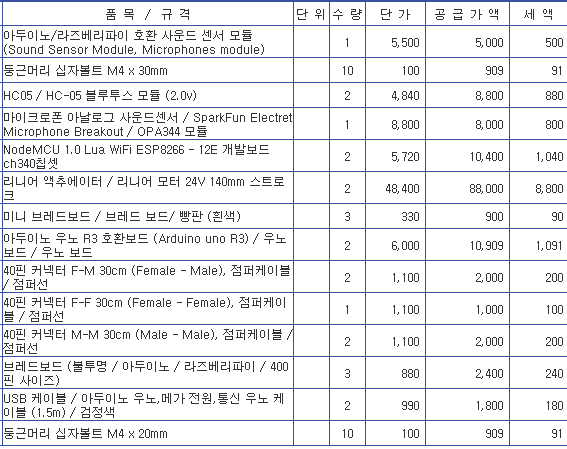 품 목 / 규 격 단 위 수 량 단 가 공 급 가 액 세 액
아두이노/라즈베리파이 호환 사운드 센서 모듈
(Sound Sensor Module, Microphones module) 1 5,500 5,000 500
둥근머리 십자볼트 M4 x 30mm 10 100 909 91
HC05 / HC-05 블루투스 모듈 (2.0v) 2 4,840 8,800 880
마이크로폰 아날로그 사운드센서 / SparkFun Electret
Microphone Breakout / OPA344 모듈 1 8,800 8,000 800
NodeMCU 1.0 Lua WiFi ESP8266 - 12E 개발보드
ch340칩셋 2 5,720 10,400 1,040
리니어 액추에이터 / 리니어 모터 24V 140mm 스트로
크 2 48,400 88,000 8,800
미니 브레드보드 / 브레드 보드/ 빵판 (흰색) 3 330 900 90
아두이노 우노 R3 호환보드 (Arduino uno R3) / 우노
보드 / 우노 보드 2 6,000 10,909 1,091
40핀 커넥터 F-M 30cm (Female - Male), 점퍼케이블
/ 점퍼선 2 1,100 2,000 200
40핀 커넥터 F-F 30cm (Female - Female), 점퍼케이
블 / 점퍼선 1 1,100 1,000 100
40핀 커넥터 M-M 30cm (Male - Male), 점퍼케이블 /
점퍼선 2 1,100 2,000 200
브레드보드 (불투명 / 아두이노 / 라즈베리파이 / 400
핀 사이즈) 3 880 2,400 240
USB 케이블 / 아두이노 우노,메가 전원,통신 우노 케
이블 (1.5m) / 검정색 2 990 1,800 180
둥근머리 십자볼트 M4 x 20mm 10 100 909 91